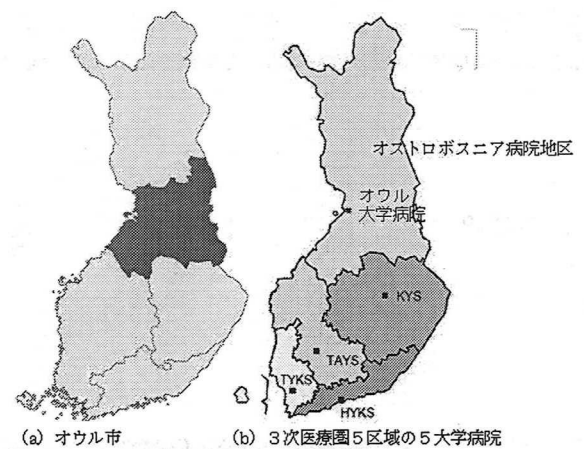 オストロボスニア病院地区
オウル
大学病院
KYS
TAYS
TYKS
HYKS
(a) オウル市
(b) 3次医療圏5区域の5大学病院